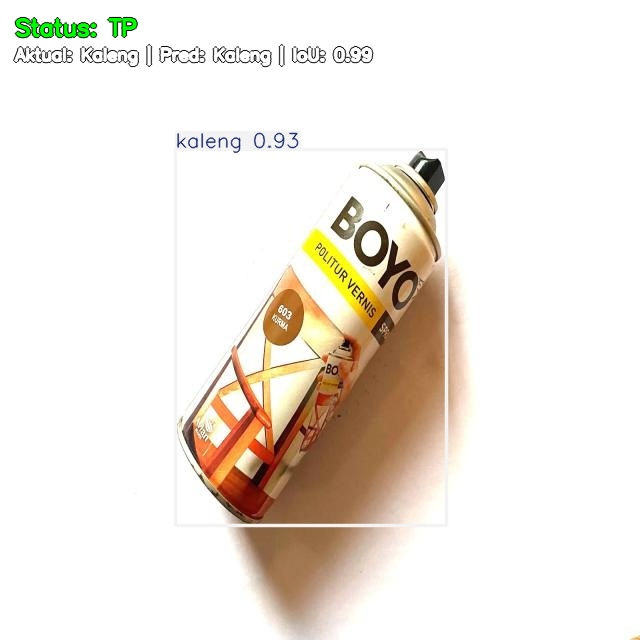 Status: TP
Aktual: Kaleng | Pred: Kaleng | IoU: 0.99
kaleng 0.93
BOYO
POLITUR VERNIS
603
KURMA
BO